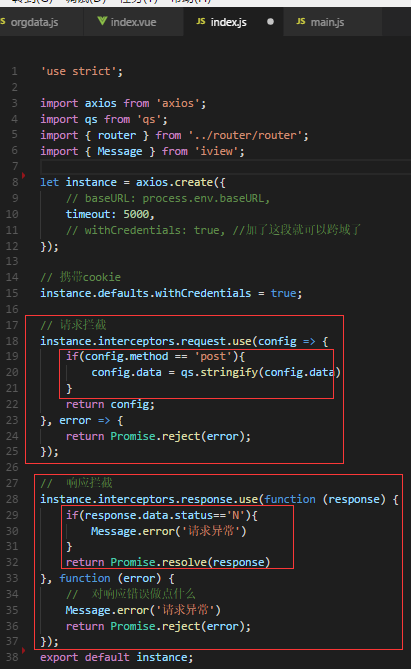 orgdata.js index.vue JS index.js JS main.js
1 'use strict';
2
3 import axios from 'axios';
4 import qs from 'qs';
5 import { router } from '../router/router';
6 import { Message } from 'iview';
7
8 let instance = axios.create({
9 // baseURL: process.env.baseURL,
10 timeout: 5000,
11 // withCredentials: true, //加了这段就可以跨域了
12 });
13
14 // 携带cookie
15 instance.defaults.withCredentials = true;
16
17 // 请求拦截
18 instance.interceptors.request.use(config => {
19 if(config.method == 'post'){
20 config.data = qs.stringify(config.data)
21 }
22 return config;
23 }, error => {
24 return Promise.reject(error);
25 });
26
27 // 响应拦截
28 instance.interceptors.response.use(function (response) {
29 if(response.data.status=='N'){
30 Message.error('请求异常')
31 }
32 return Promise.resolve(response)
33 }, function (error) {
34 // 对响应错误做点什么
35 Message.error('请求异常')
36 return Promise.reject(error);
37 });
38 export default instance;